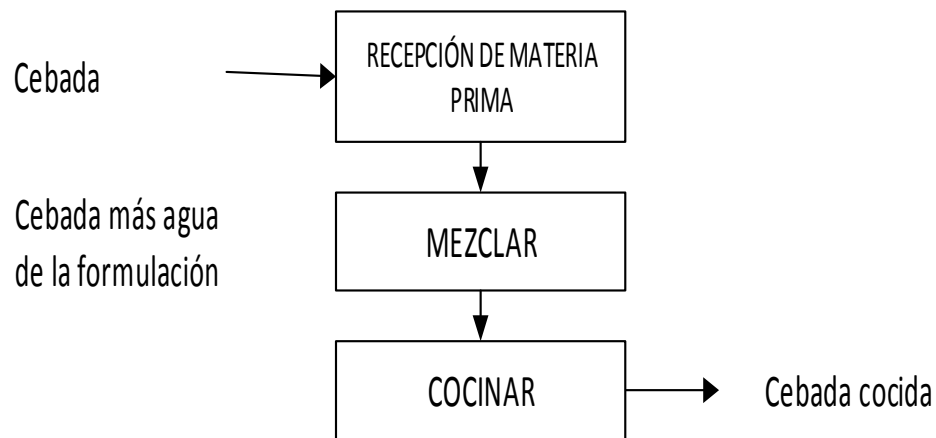 Cebada
RECEPCIÓN DE MATERIA
PRIMA
Cebada más agua
de la formulación
MEZCLAR
COCINAR
Cebada cocida